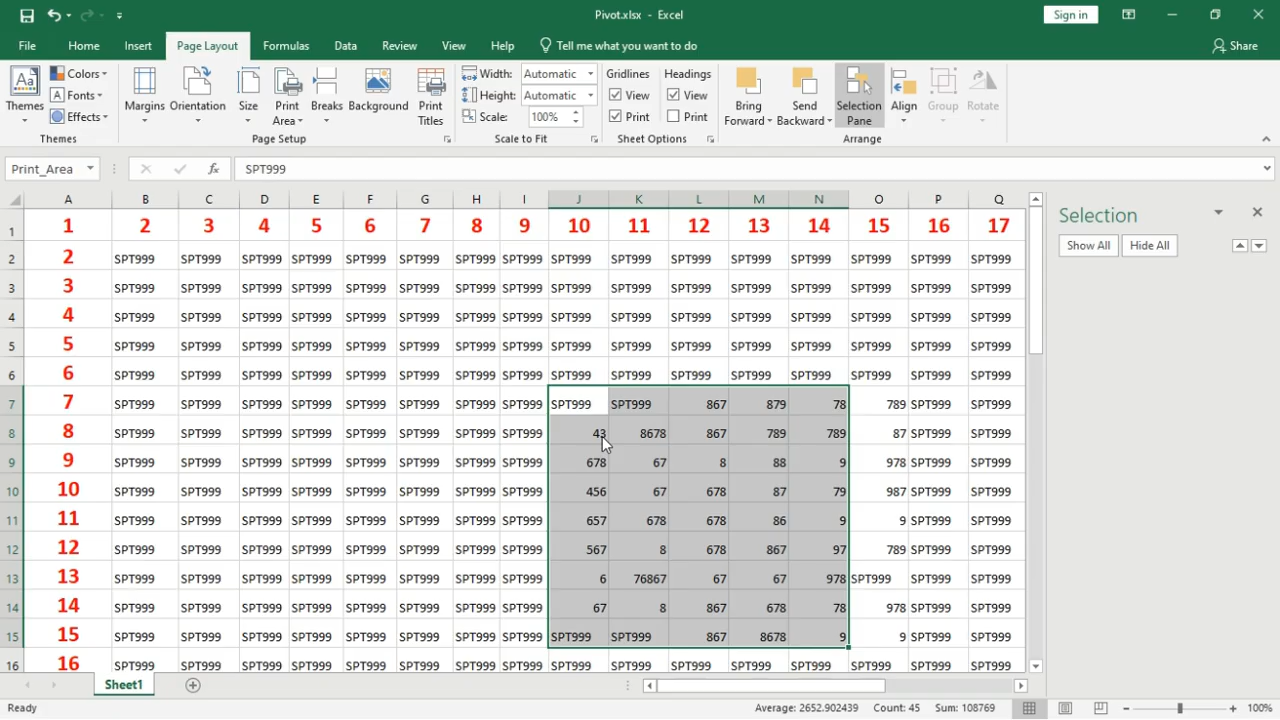 Pivot.xlsx - Excel
Sign in
File Home Insert Page Layout Formulas Data Review View Help Tell me what you want to do Share
Themes
Colors
Fonts
Effects
Themes
Margins Orientation Size Print Area Breaks Background Print Titles
Page Setup
Width: Automatic
Height: Automatic
Scale: 100%
Scale to Fit
Gridlines Headings
View View
Print Print
Sheet Options
Bring Forward Send Backward Selection Pane Align Group Rotate
Arrange
Print_Area fx SPT999
A B C D E F G H I J K L M N O P Q
1 1 2 3 4 5 6 7 8 9 10 11 12 13 14 15 16 17
2 2 SPT999 SPT999 SPT999 SPT999 SPT999 SPT999 SPT999 SPT999 SPT999 SPT999 SPT999 SPT999 SPT999 SPT999 SPT999 SPT999
3 3 SPT999 SPT999 SPT999 SPT999 SPT999 SPT999 SPT999 SPT999 SPT999 SPT999 SPT999 SPT999 SPT999 SPT999 SPT999 SPT999
4 4 SPT999 SPT999 SPT999 SPT999 SPT999 SPT999 SPT999 SPT999 SPT999 SPT999 SPT999 SPT999 SPT999 SPT999 SPT999 SPT999
5 5 SPT999 SPT999 SPT999 SPT999 SPT999 SPT999 SPT999 SPT999 SPT999 SPT999 SPT999 SPT999 SPT999 SPT999 SPT999 SPT999
6 6 SPT999 SPT999 SPT999 SPT999 SPT999 SPT999 SPT999 SPT999 SPT999 SPT999 SPT999 SPT999 SPT999 SPT999 SPT999 SPT999
7 7 SPT999 SPT999 SPT999 SPT999 SPT999 SPT999 SPT999 SPT999 SPT999 SPT999 867 879 78 789 SPT999 SPT999
8 8 SPT999 SPT999 SPT999 SPT999 SPT999 SPT999 SPT999 SPT999 43 8678 867 789 789 87 SPT999 SPT999
9 9 SPT999 SPT999 SPT999 SPT999 SPT999 SPT999 SPT999 SPT999 678 67 8 88 9 978 SPT999 SPT999
10 10 SPT999 SPT999 SPT999 SPT999 SPT999 SPT999 SPT999 SPT999 456 67 678 87 79 987 SPT999 SPT999
11 11 SPT999 SPT999 SPT999 SPT999 SPT999 SPT999 SPT999 SPT999 657 678 678 86 9 9 SPT999 SPT999
12 12 SPT999 SPT999 SPT999 SPT999 SPT999 SPT999 SPT999 SPT999 567 8 678 867 97 789 SPT999 SPT999
13 13 SPT999 SPT999 SPT999 SPT999 SPT999 SPT999 SPT999 SPT999 6 76867 67 67 978 SPT999 SPT999 SPT999
14 14 SPT999 SPT999 SPT999 SPT999 SPT999 SPT999 SPT999 SPT999 67 8 867 678 78 978 SPT999 SPT999
15 15 SPT999 SPT999 SPT999 SPT999 SPT999 SPT999 SPT999 SPT999 SPT999 SPT999 867 8678 9 9 SPT999 SPT999
16 16 SPT999 SPT999 SPT999 SPT999 SPT999 SPT999 SPT999 SPT999 SPT999 SPT999 SPT999 SPT999 SPT999 SPT999 SPT999 SPT999
Selection
Show All Hide All
Sheet1
Ready Average: 2652.902439 Count: 45 Sum: 108769 100%